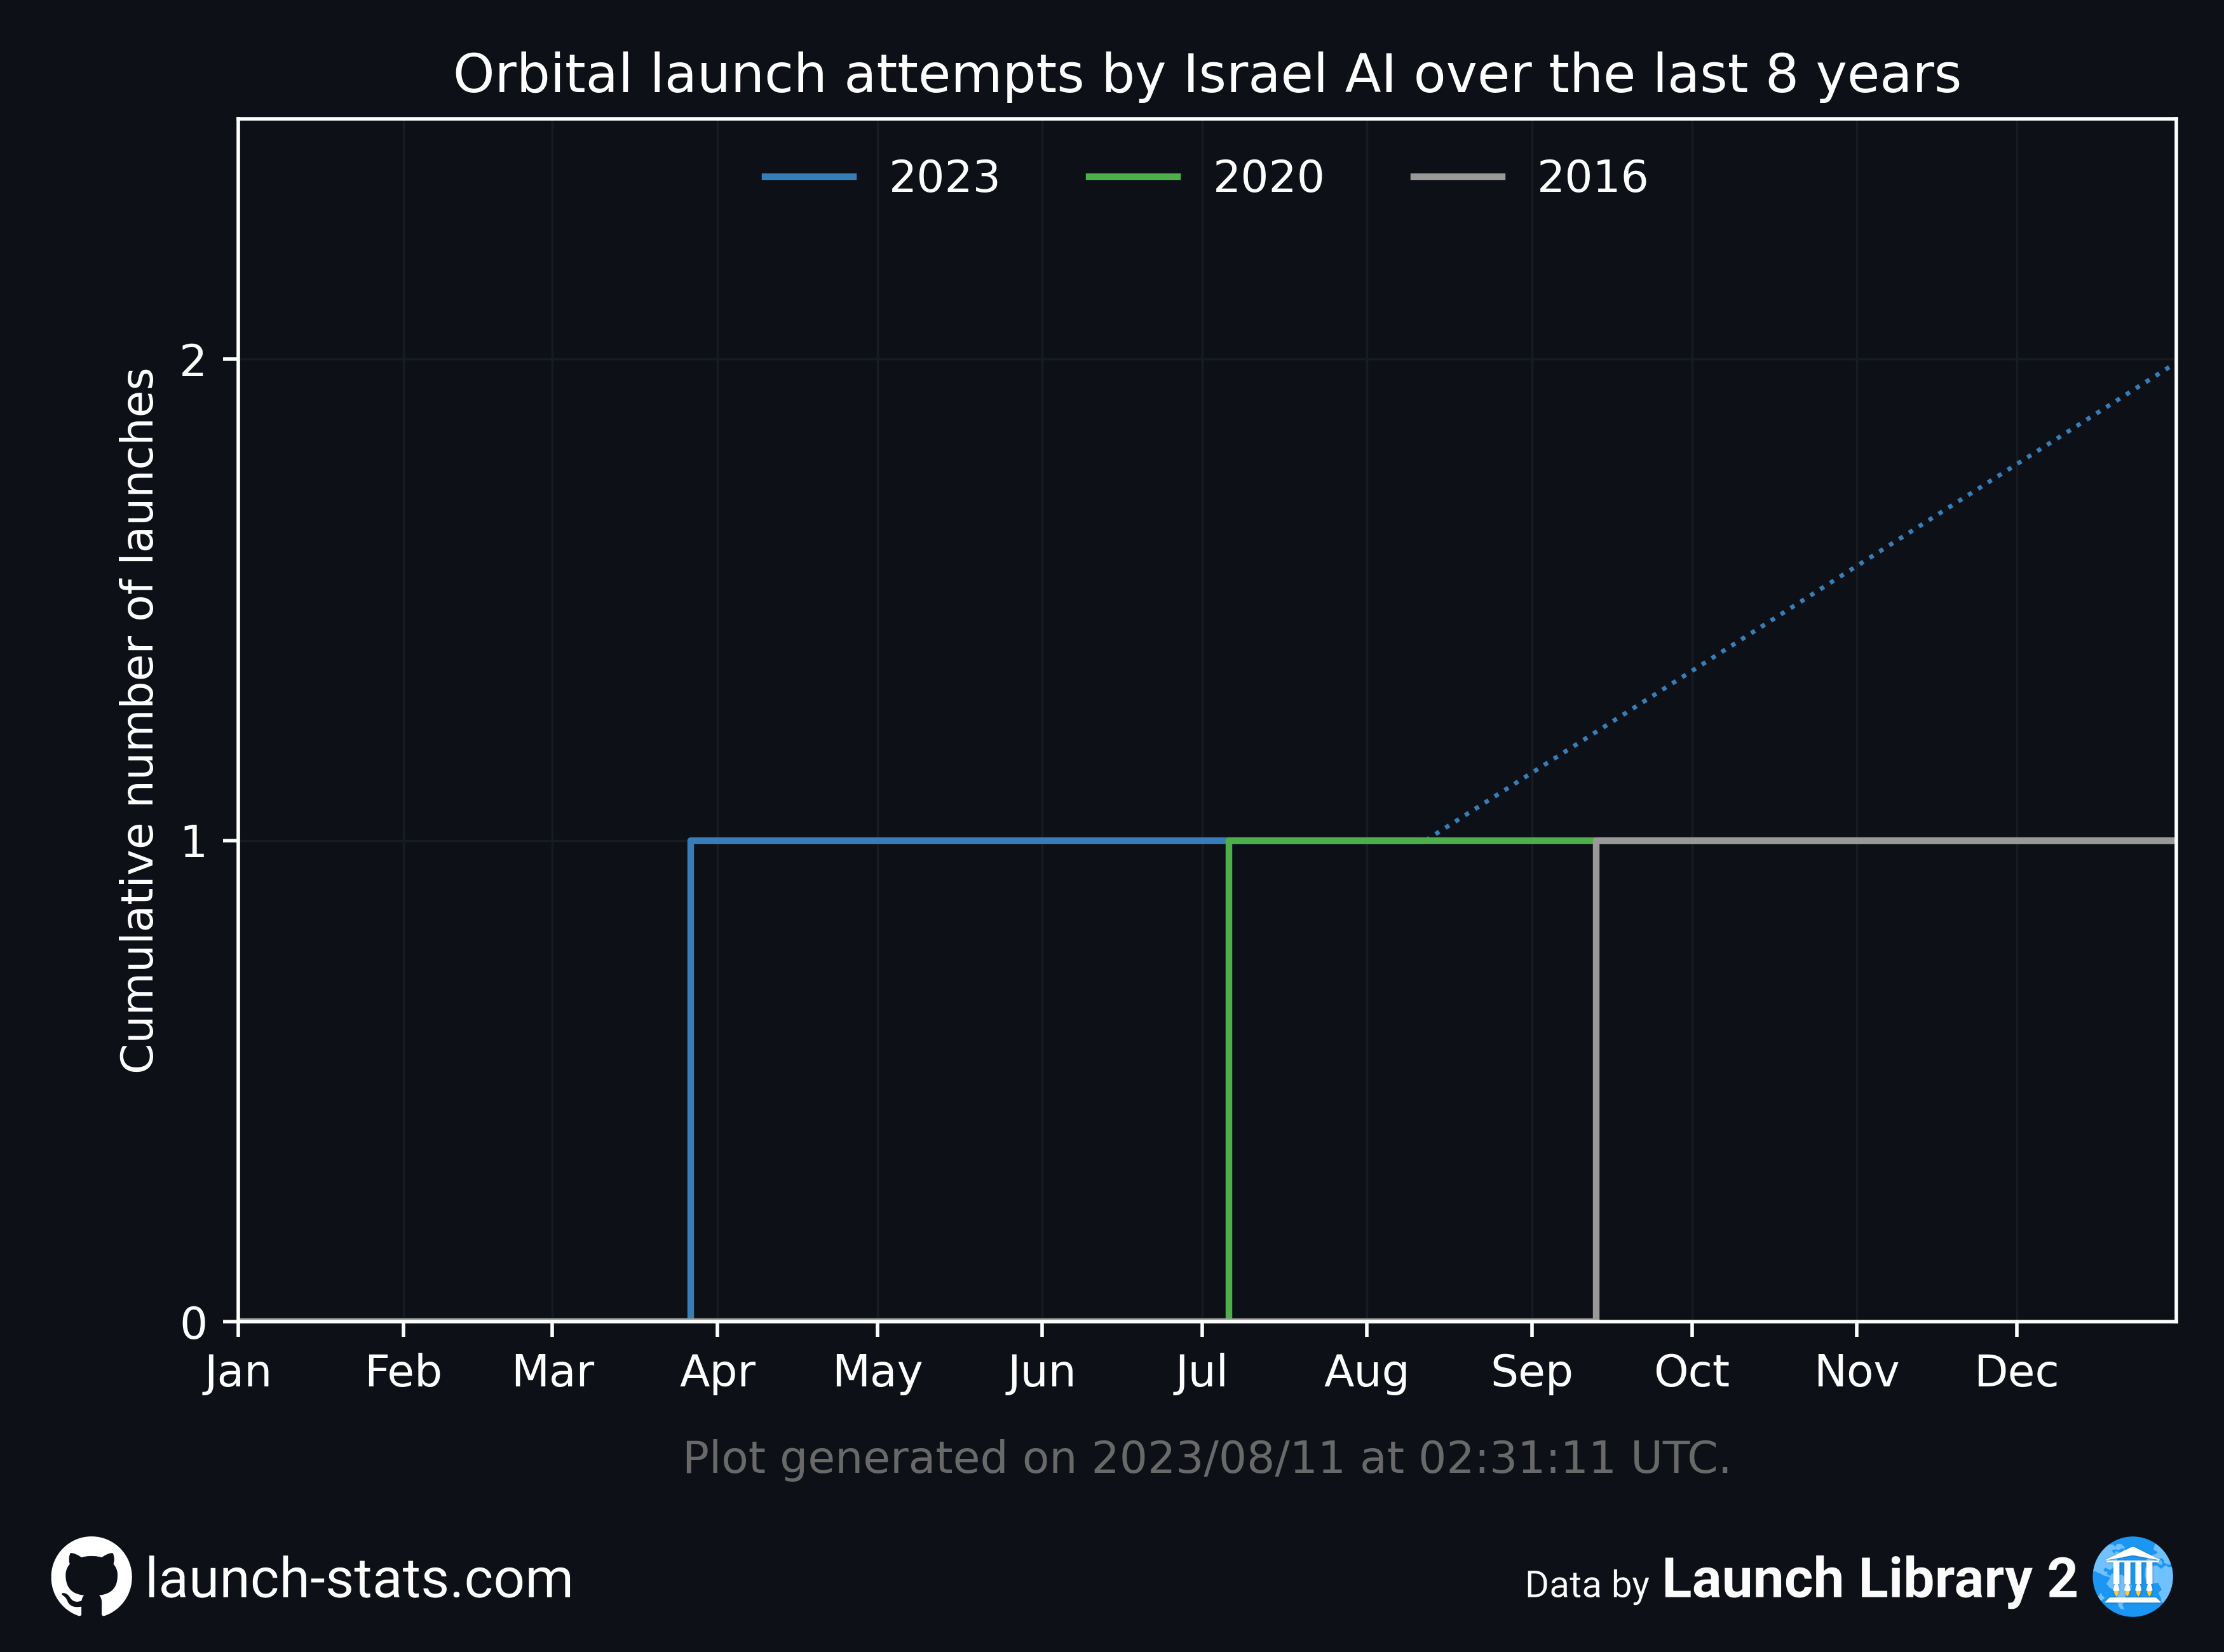 Orbital launch attempts by Israel AI over the last 8 years
2023 2020 2016
Cumulative number of launches
2
1
0
Jan Feb Mar Apr May Jun Jul Aug Sep Oct Nov Dec
Plot generated on 2023/08/11 at 02:31:11 UTC.
launch-stats.com
Data by Launch Library 2